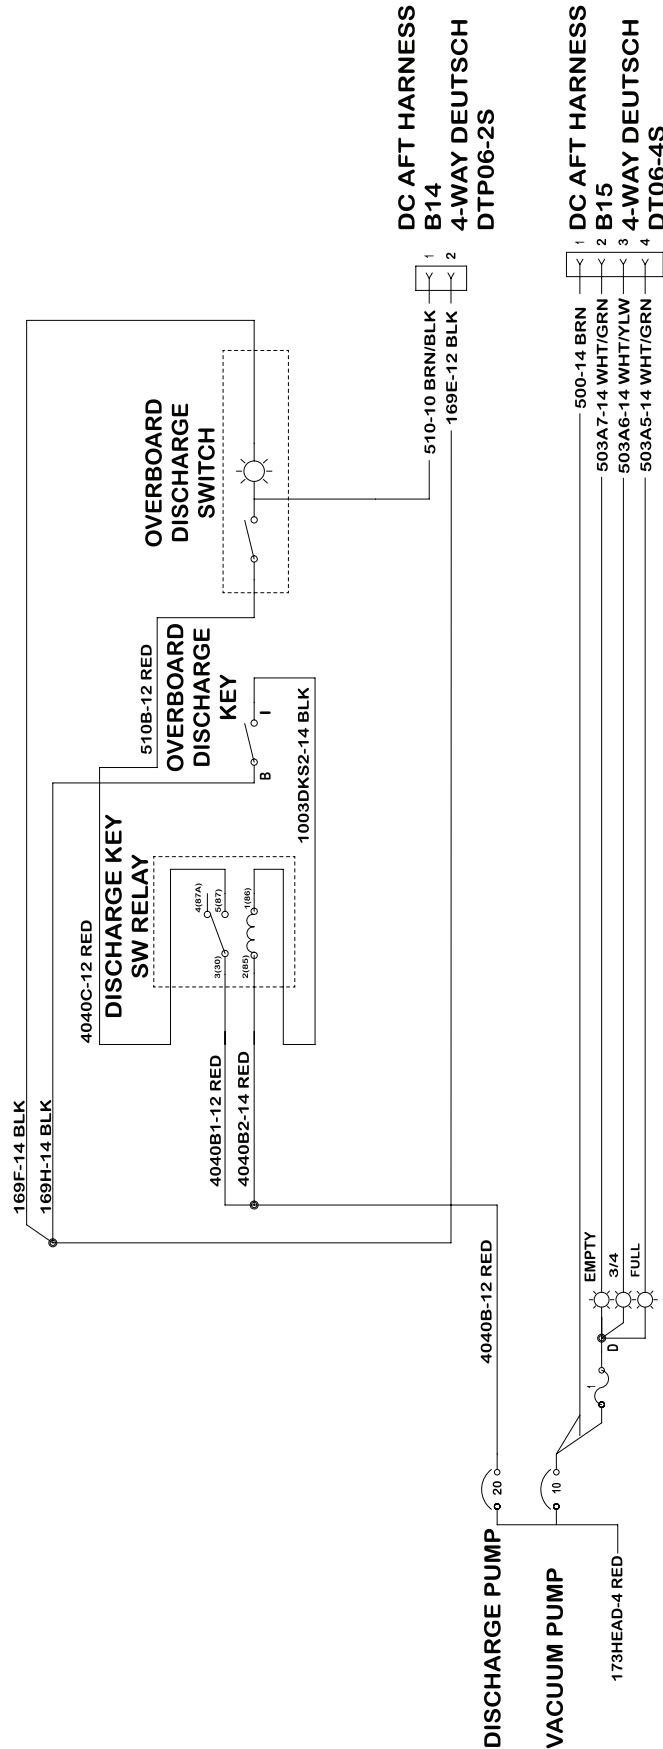 DC AFT HARNESS
B14
4-WAY DEUTSCH
DTP06-2S
1
2
510-10 BRN/BLK
169E-12 BLK
DC AFT HARNESS
B15
4-WAY DEUTSCH
DT06-4S
1
2
3
4
500-14 BRN
503A7-14 WHT/GRN
503A6-14 WHT/YLW
503A5-14 WHT/GRN
OVERBOARD
DISCHARGE
SWITCH
510B-12 RED
OVERBOARD
DISCHARGE
KEY
B
I
1003DKS2-14 BLK
DISCHARGE KEY
SW RELAY
4(87A)
5(87)
3(30)
1(86)
2(85)
4040C-12 RED
169F-14 BLK
169H-14 BLK
4040B1-12 RED
4040B2-14 RED
4040B-12 RED
EMPTY
3/4
FULL
D
1
20
10
DISCHARGE PUMP
VACUUM PUMP
173HEAD-4 RED